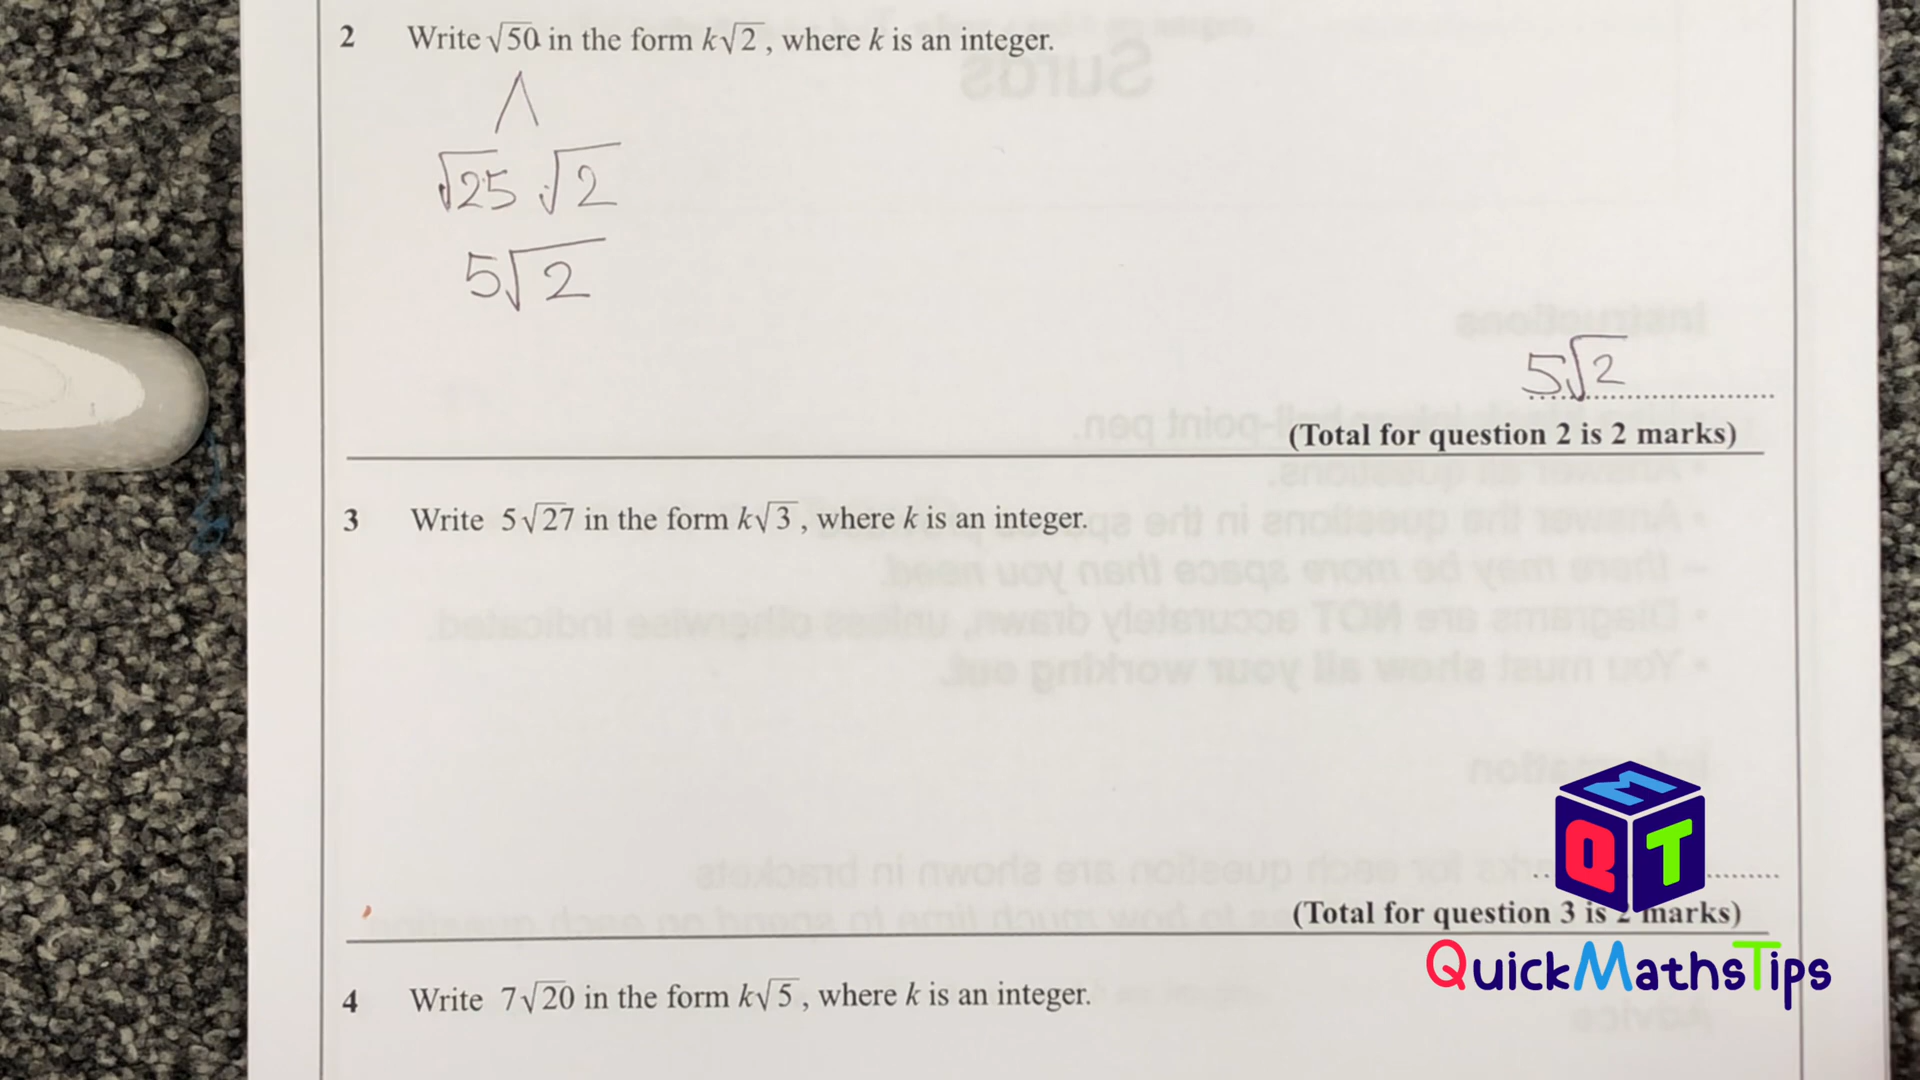 2 Write √50 in the form k√2, where k is an integer.
√25 √2
5√2
5√2
(Total for question 2 is 2 marks)
3 Write 5√27 in the form k√3, where k is an integer.
(Total for question 3 is 2 marks)
4 Write 7√20 in the form k√5, where k is an integer.
M
Q T
QuickMathsTips
Surds
Instructions